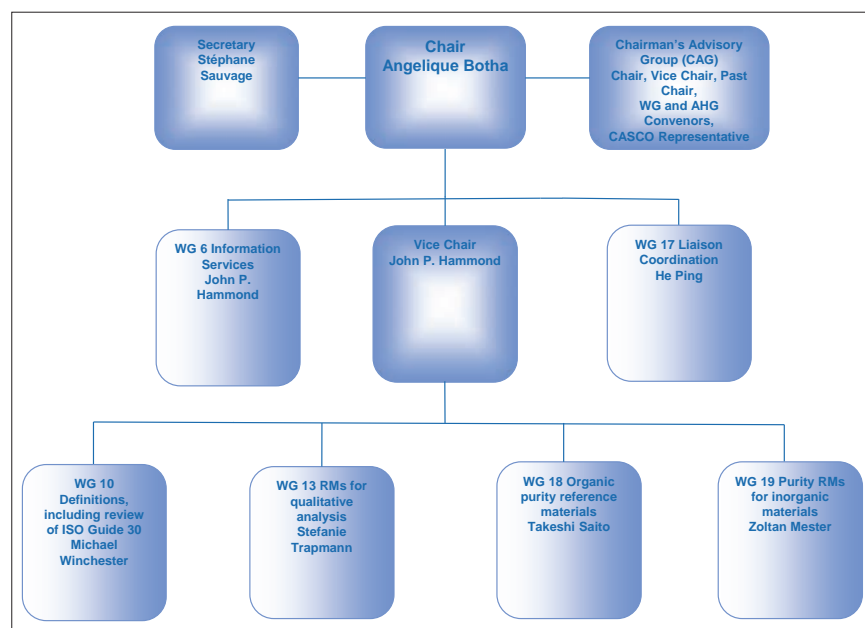 Secretary
Stéphane
Sauvage
Chair
Angelique Botha
Chairman's Advisory
Group (CAG)
Chair, Vice Chair, Past
Chair,
WG and AHG
Convenors,
CASCO Representative
WG 6 Information
Services
John P.
Hammond
Vice Chair
John P. Hammond
WG 17 Liaison
Coordination
He Ping
WG 10
Definitions,
including review
of ISO Guide 30
Michael
Winchester
WG 13 RMs for
qualitative
analysis
Stefanie
Trapmann
WG 18 Organic
purity reference
materials
Takeshi Saito
WG 19 Purity RMs
for inorganic
materials
Zoltan Mester